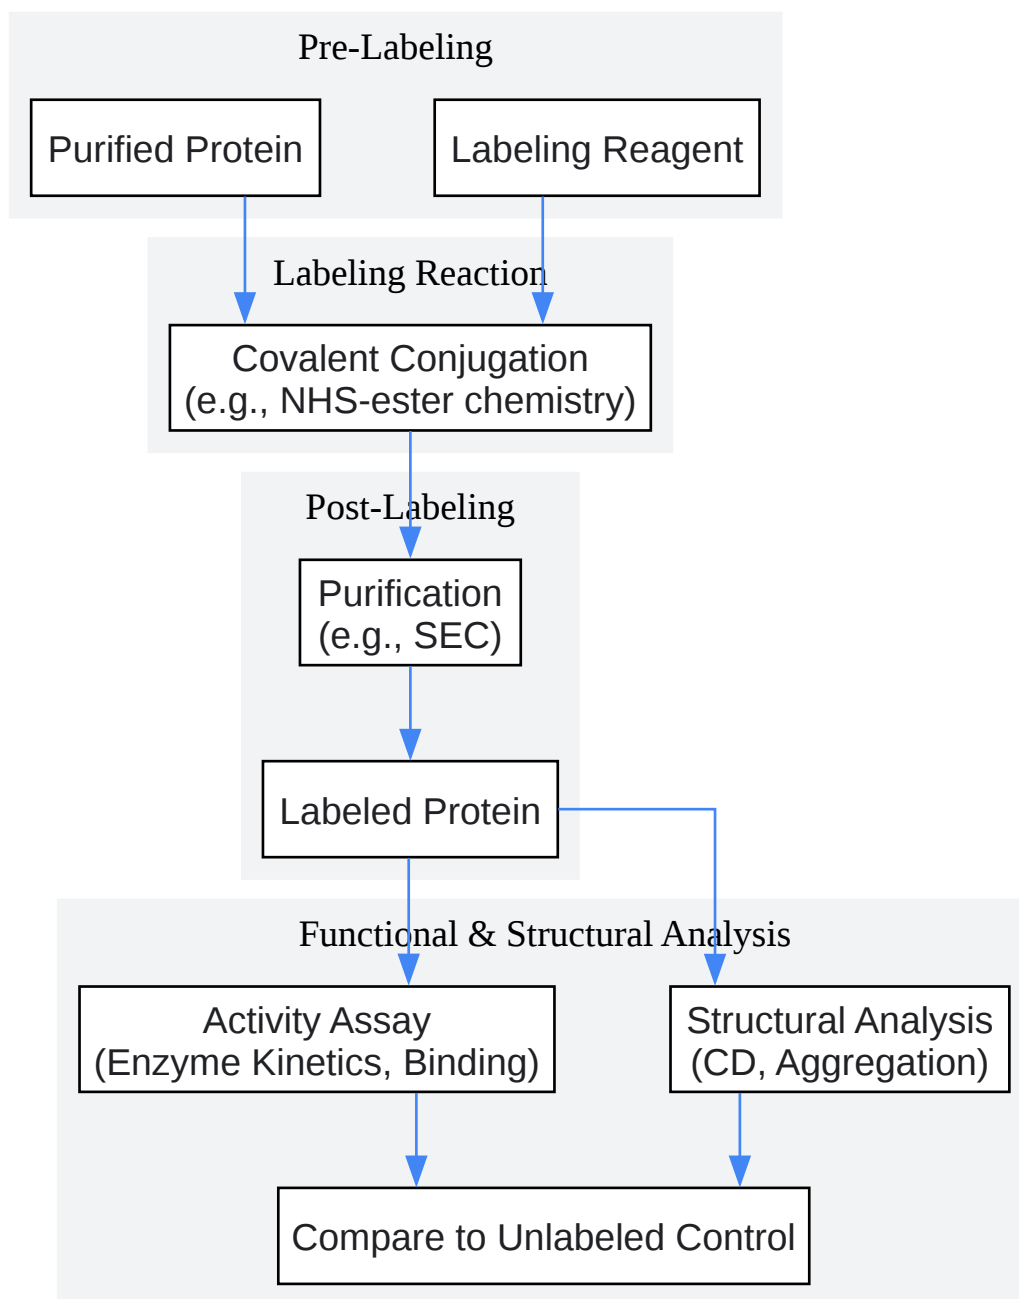 Pre-Labeling
Purified Protein
Labeling Reagent
Labeling Reaction
Covalent Conjugation
(e.g., NHS-ester chemistry)
Post-Labeling
Purification
(e.g., SEC)
Labeled Protein
Functional & Structural Analysis
Activity Assay
(Enzyme Kinetics, Binding)
Structural Analysis
(CD, Aggregation)
Compare to Unlabeled Control